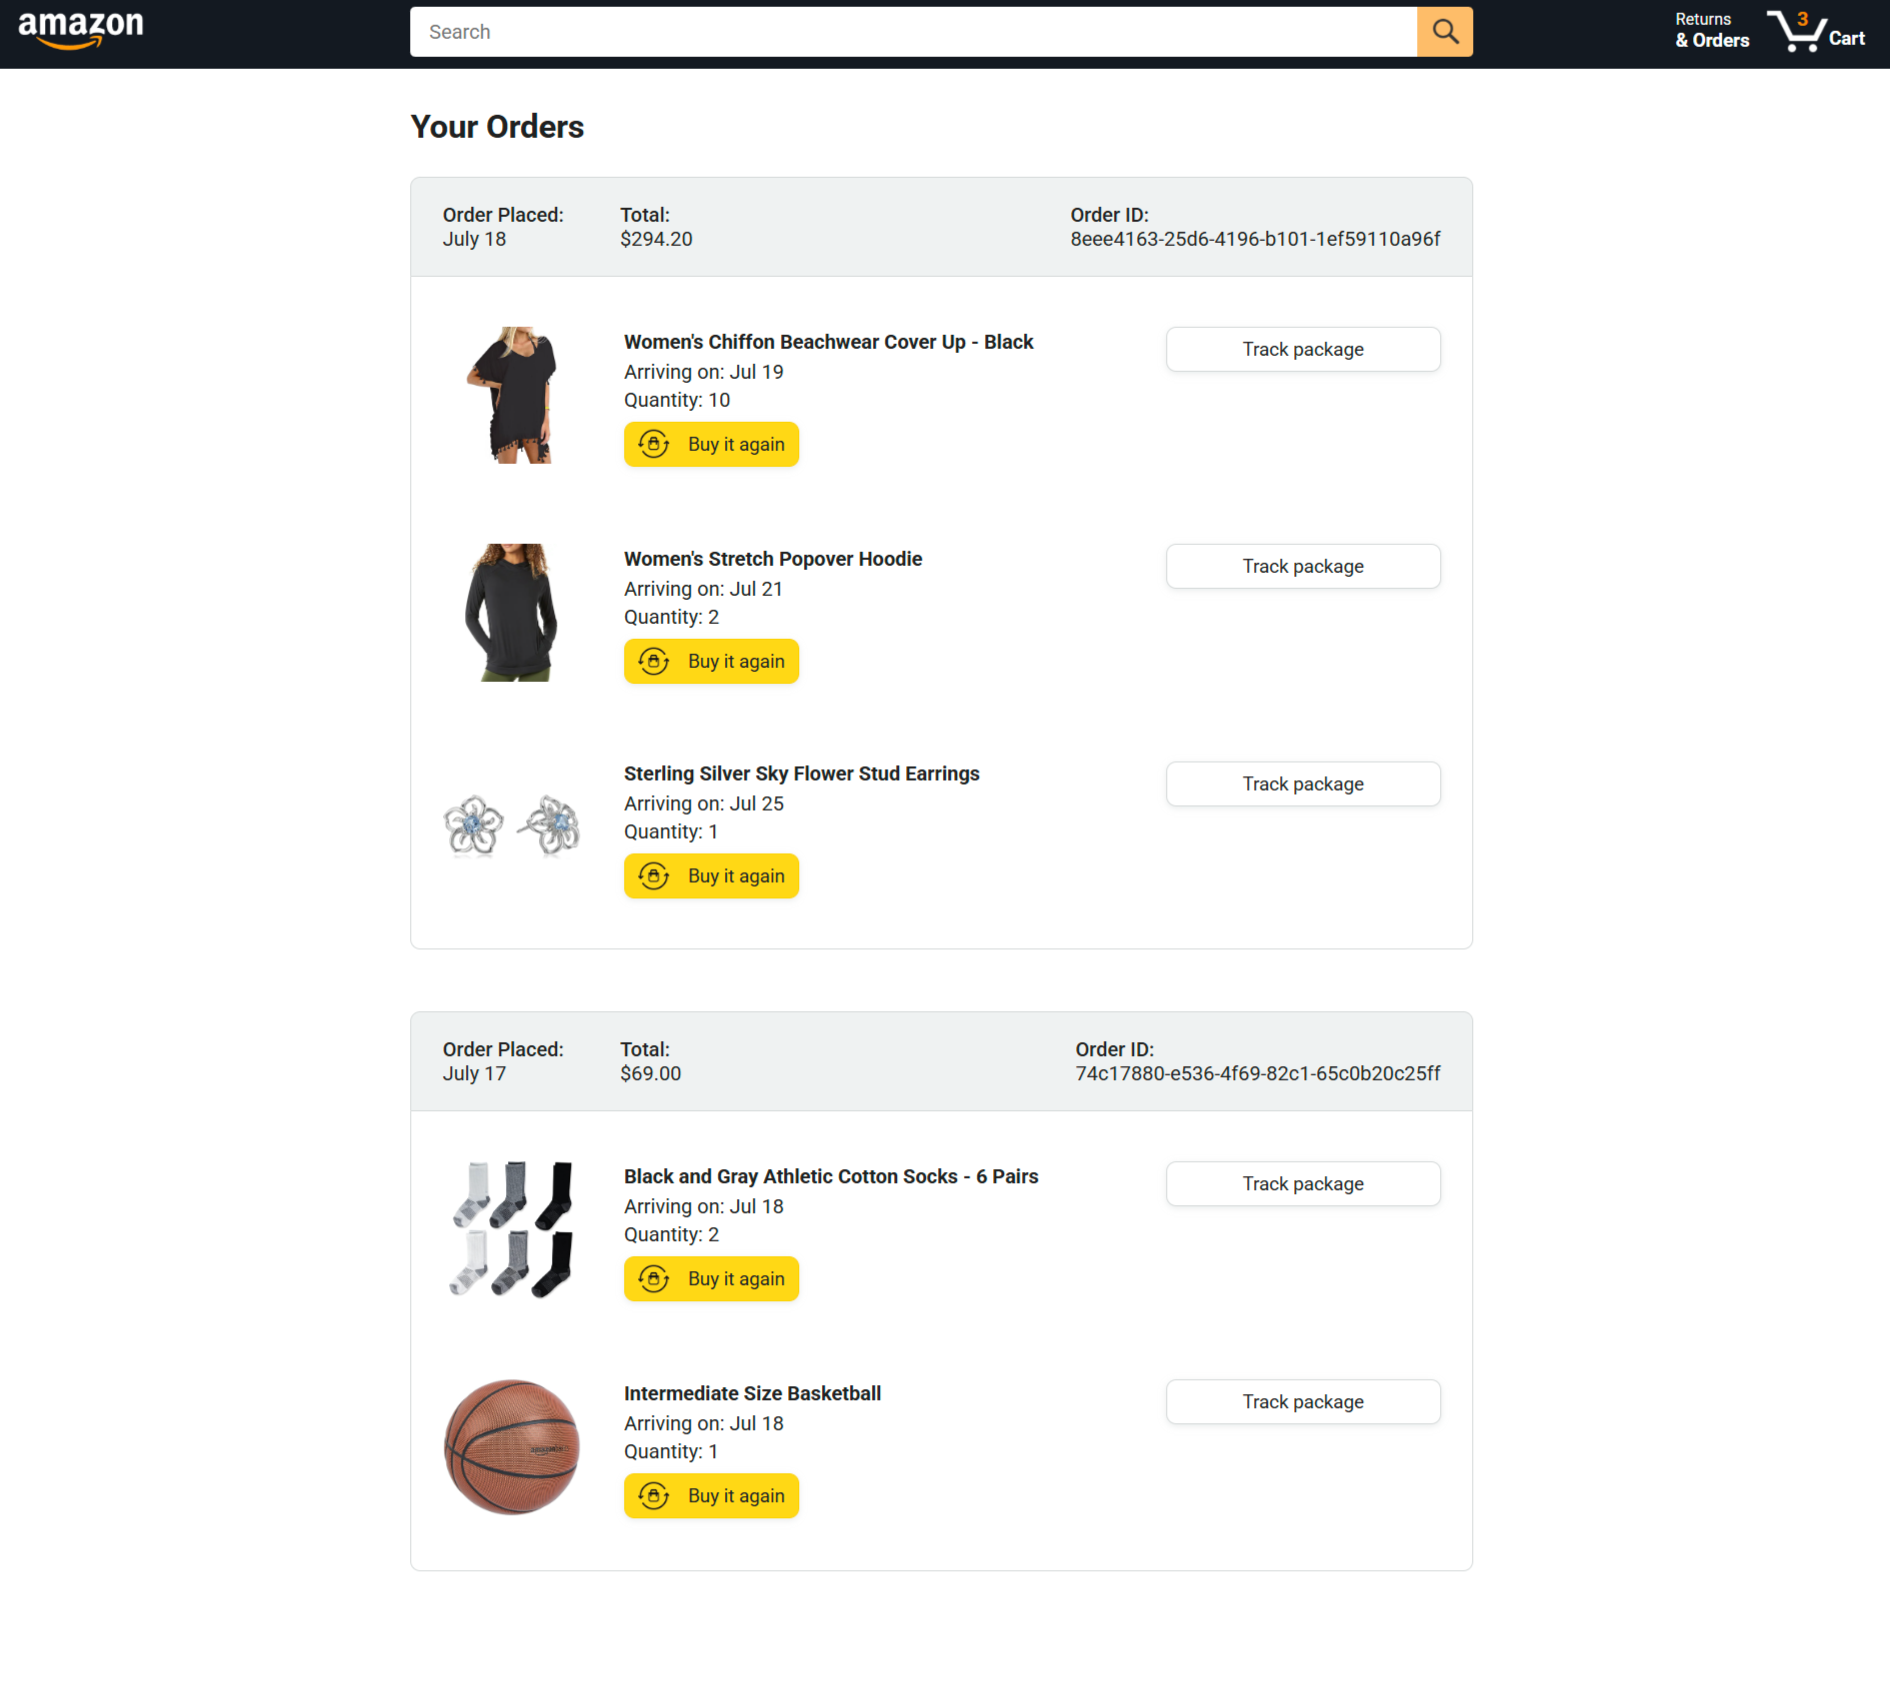 amazon
Search
Returns
& Orders
3
Cart
Your Orders
Order Placed:
July 18
Total:
$294.20
Order ID:
8eee4163-25d6-4196-b101-1ef59110a96f
Women's Chiffon Beachwear Cover Up - Black
Arriving on: Jul 19
Quantity: 10
Buy it again
Track package
Women's Stretch Popover Hoodie
Arriving on: Jul 21
Quantity: 2
Buy it again
Track package
Sterling Silver Sky Flower Stud Earrings
Arriving on: Jul 25
Quantity: 1
Buy it again
Track package
Order Placed:
July 17
Total:
$69.00
Order ID:
74c17880-e536-4f69-82c1-65c0b20c25ff
Black and Gray Athletic Cotton Socks - 6 Pairs
Arriving on: Jul 18
Quantity: 2
Buy it again
Track package
Intermediate Size Basketball
Arriving on: Jul 18
Quantity: 1
Buy it again
Track package